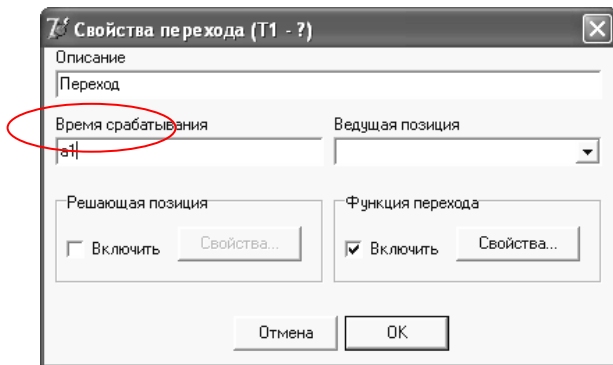 Свойства перехода (T1 - ?)
Описание
Переход
Время срабатывания Ведущая позиция
a1
Решающая позиция Функция перехода
Включить Свойства... Включить Свойства...
Отмена OK